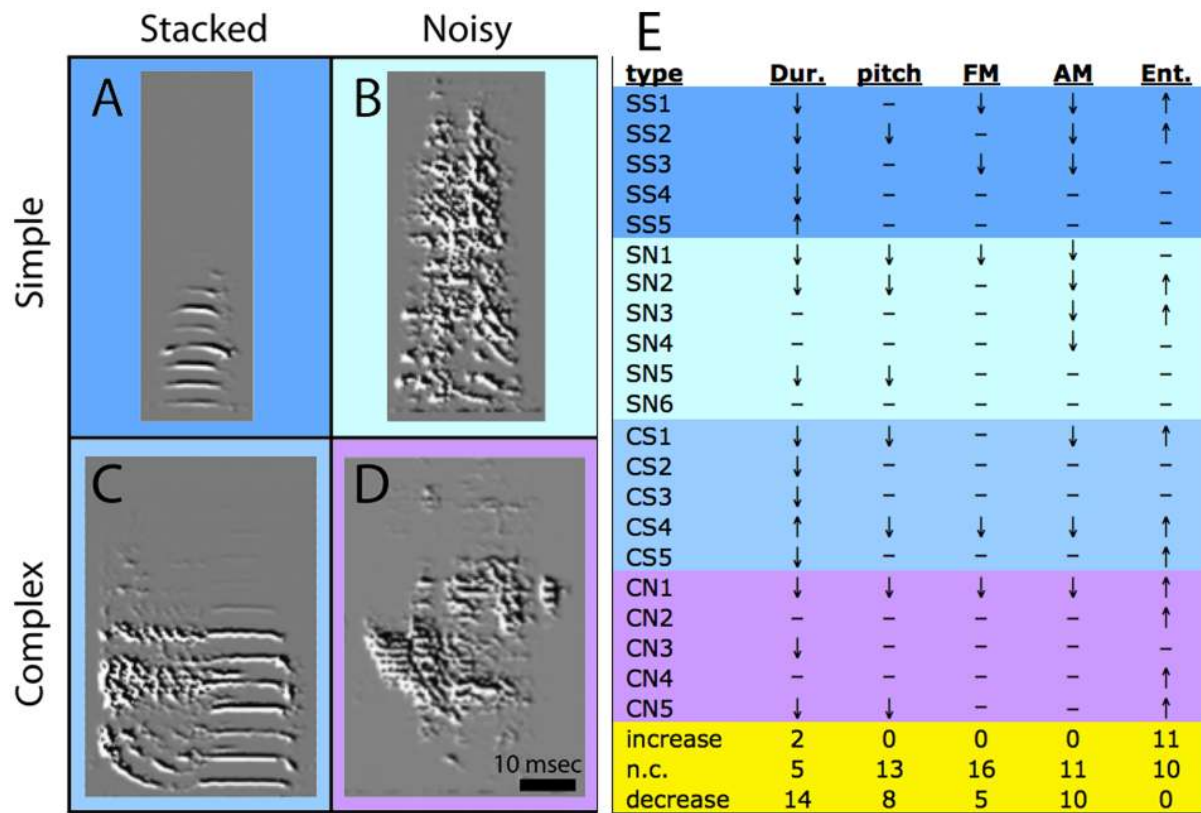 Stacked
Noisy
Simple
Complex
A
B
C
D
10 msec
E
type Dur. pitch FM AM Ent.
SS1 ↓ – ↓ ↓ ↑
SS2 ↓ ↓ – ↓ ↑
SS3 ↓ – ↓ ↓ –
SS4 ↓ – – – –
SS5 ↑ – – – –
SN1 ↓ ↓ ↓ ↓ –
SN2 ↓ ↓ – ↓ ↑
SN3 – – – ↓ ↑
SN4 – – – ↓ –
SN5 ↓ ↓ – – –
SN6 – – – – –
CS1 ↓ ↓ – ↓ ↑
CS2 ↓ – – – –
CS3 ↓ – – – –
CS4 ↑ ↓ ↓ ↓ ↑
CS5 ↓ – – – ↑
CN1 ↓ ↓ ↓ ↓ ↑
CN2 – – – – ↑
CN3 ↓ – – – –
CN4 – – – – ↑
CN5 ↓ ↓ – – ↑
increase 2 0 0 0 11
n.c. 5 13 16 11 10
decrease 14 8 5 10 0